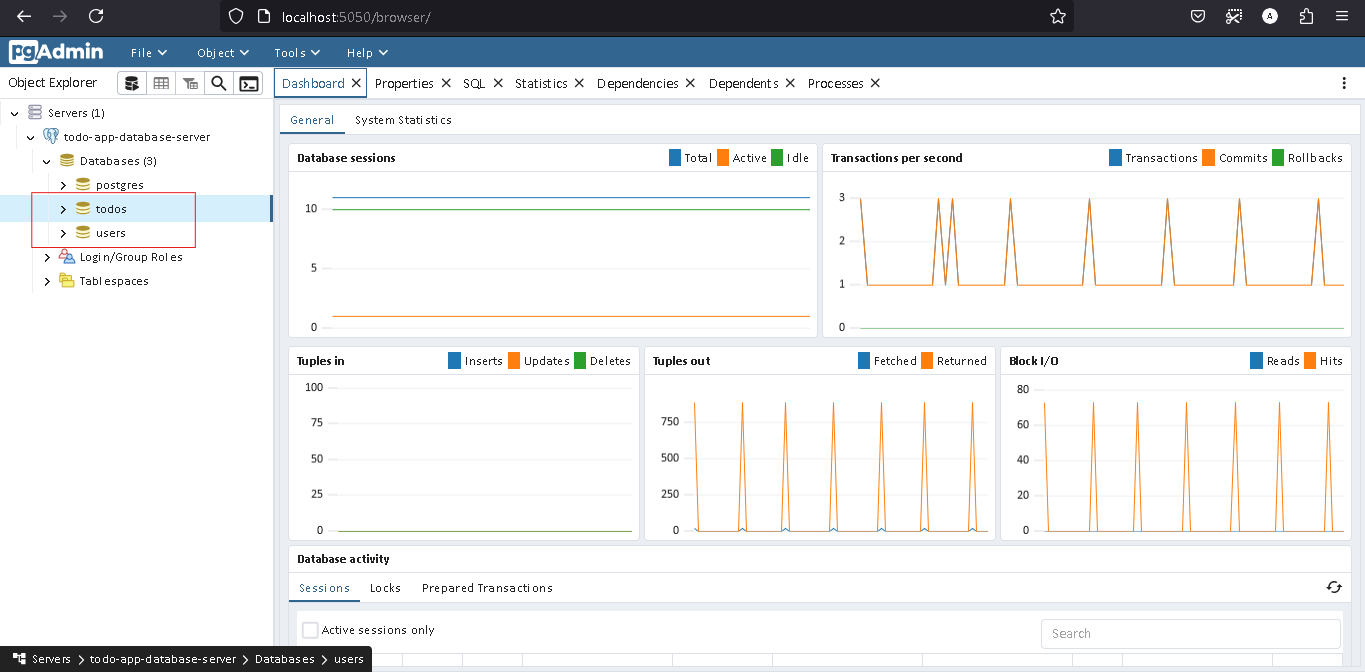 localhost:5050/browser/
A
pgAdmin File Object Tools Help
Object Explorer
Dashboard Properties SQL Statistics Dependencies Dependents Processes
Servers (1)
todo-app-database-server
Databases (3)
postgres
todos
users
Login/Group Roles
Tablespaces
General System Statistics
Database sessions Total Active Idle
10
5
0
Transactions per second Transactions Commits Rollbacks
3
2
1
0
Tuples in Inserts Updates Deletes
100
75
50
25
0
Tuples out Fetched Returned
750
500
250
0
Block I/O Reads Hits
80
60
40
20
0
Database activity
Sessions Locks Prepared Transactions
Active sessions only
Search
Servers > todo-app-database-server > Databases > users